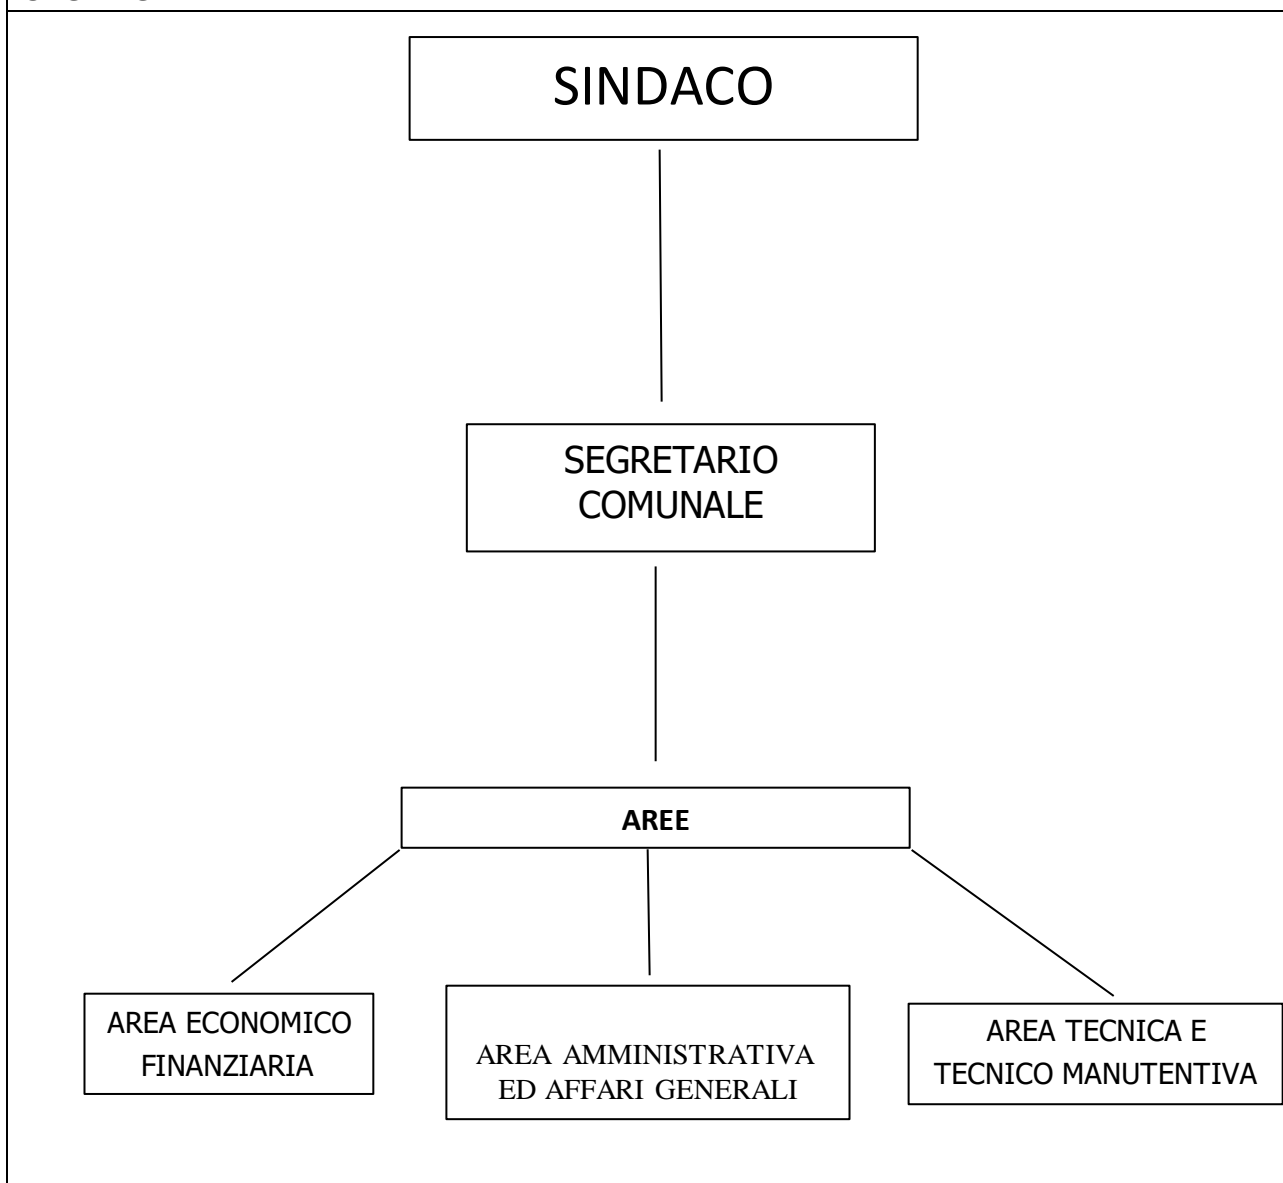 SINDACO
SEGRETARIO
COMUNALE
AREE
AREA ECONOMICO
FINANZIARIA
AREA AMMINISTRATIVA
ED AFFARI GENERALI
AREA TECNICA E
TECNICO MANUTENTIVA